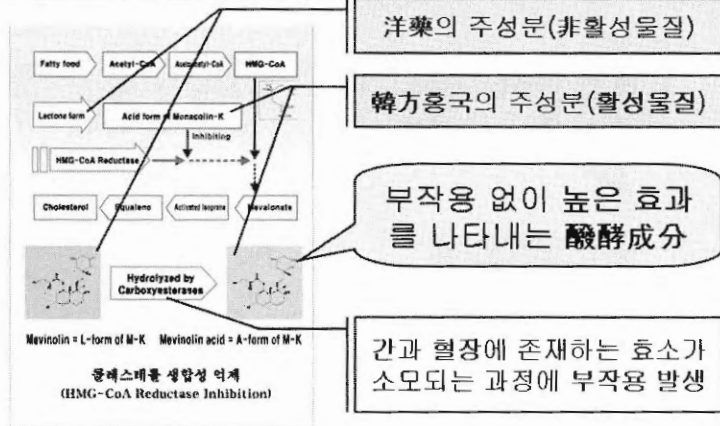 洋藥의 주성분(非활성물질)
韓方홍국의 주성분(활성물질)
부작용 없이 높은 효과
를 나타내는 醱酵成分
간과 혈장에 존재하는 효소가
소모되는 과정에 부작용 발생
Fatty food
Acetyl-CoA
Acetoacetyl-CoA
HMG-CoA
Lactone form
Acid form of Monacolin-K
Inhibiting
HMG-CoA Reductase
Cholesterol
Squalene
Activated Isoprene
Mevalonate
Hydrolyzed by
Carboxyesterases
Mevinolin = L-form of M-K
Mevinolin acid = A-form of M-K
콜레스테롤 생합성 억제
(HMG-CoA Reductase Inhibition)